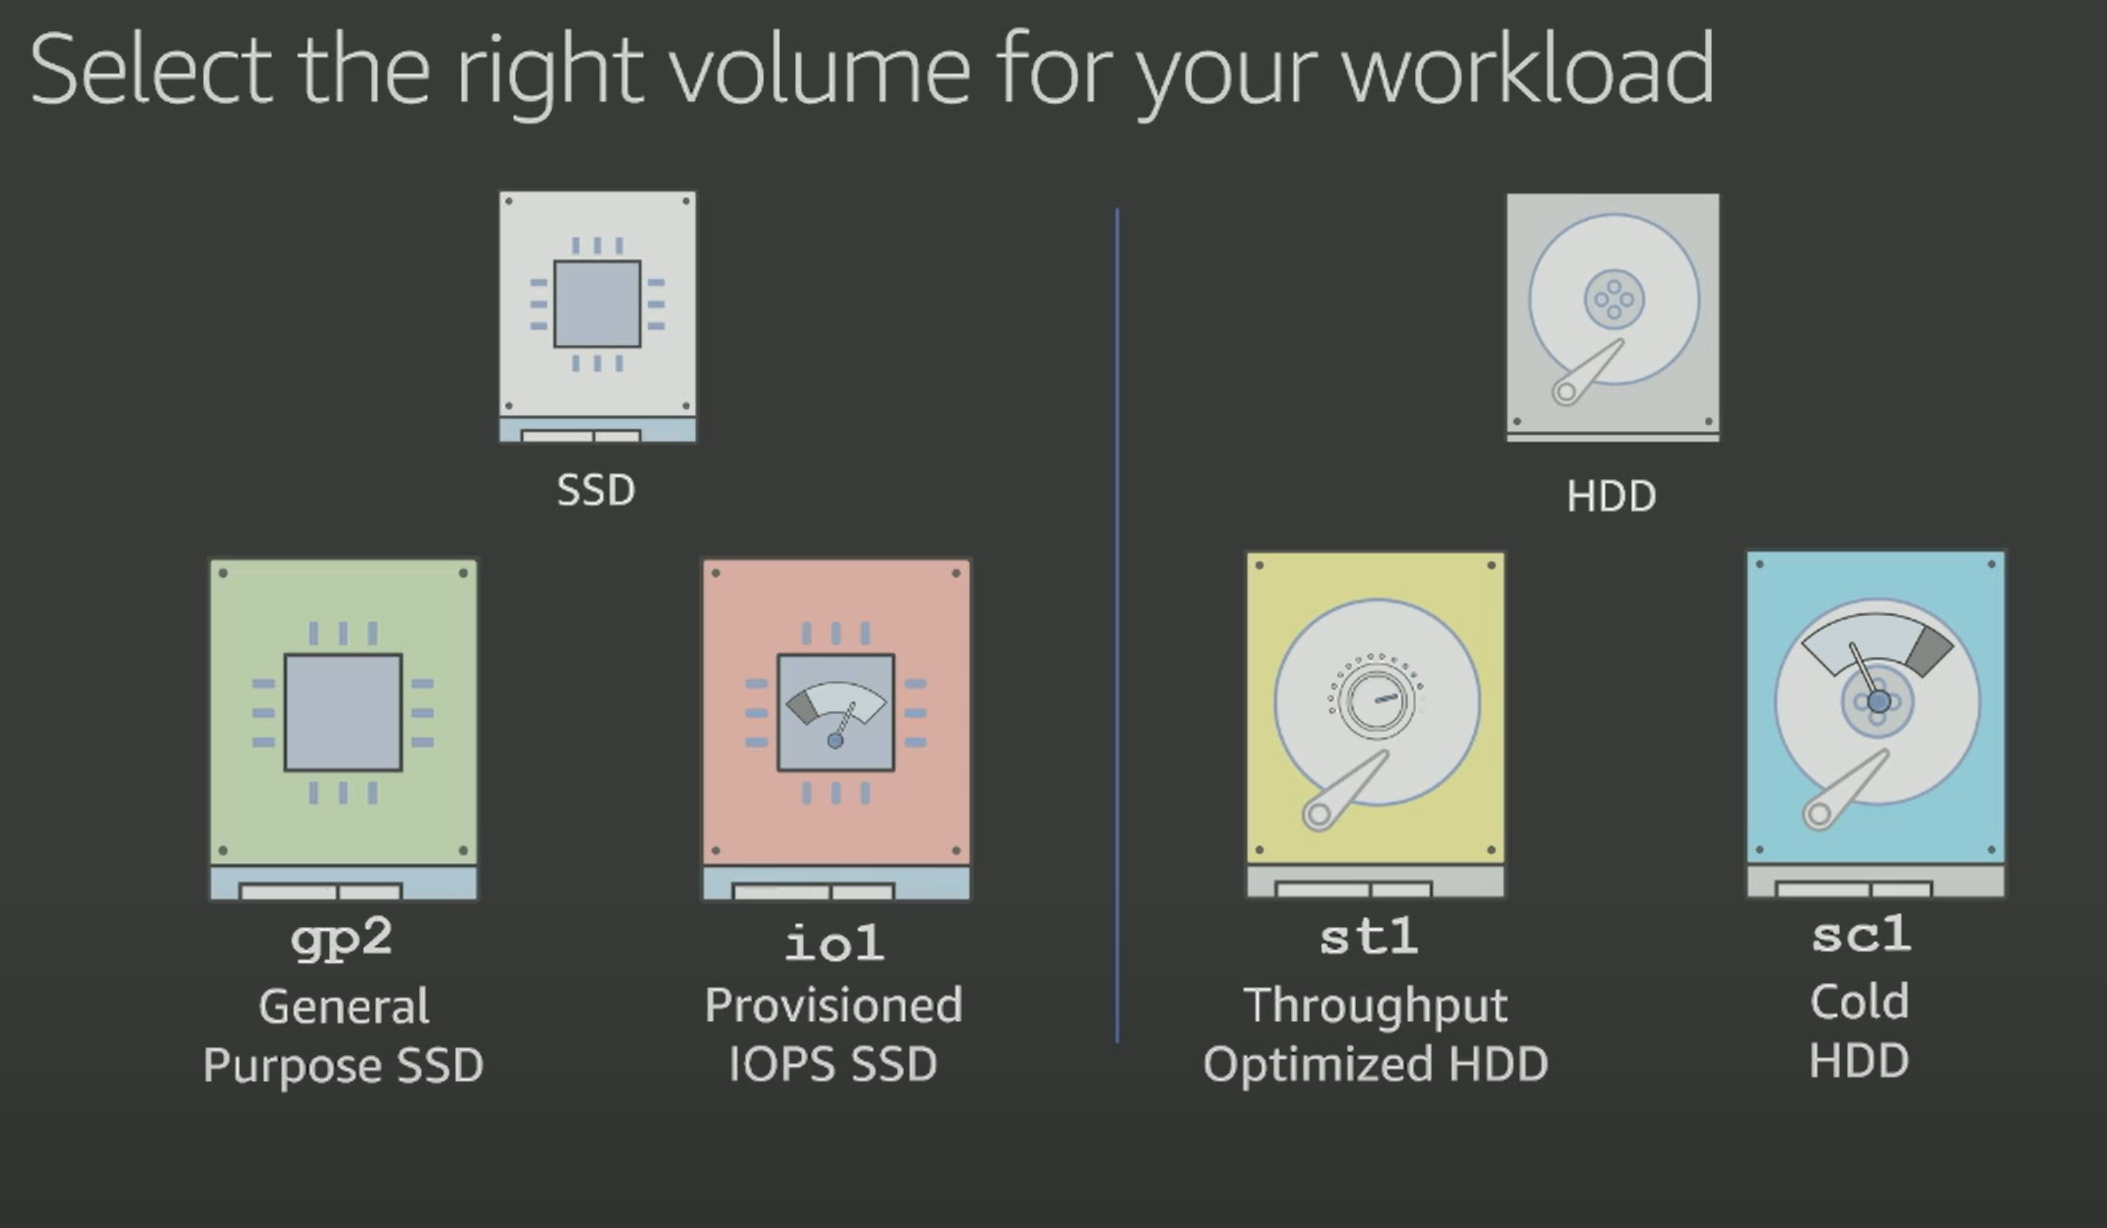 Select the right volume for your workload
SSD
HDD
gp2
General
Purpose SSD
io1
Provisioned
IOPS SSD
st1
Throughput
Optimized HDD
sc1
Cold
HDD